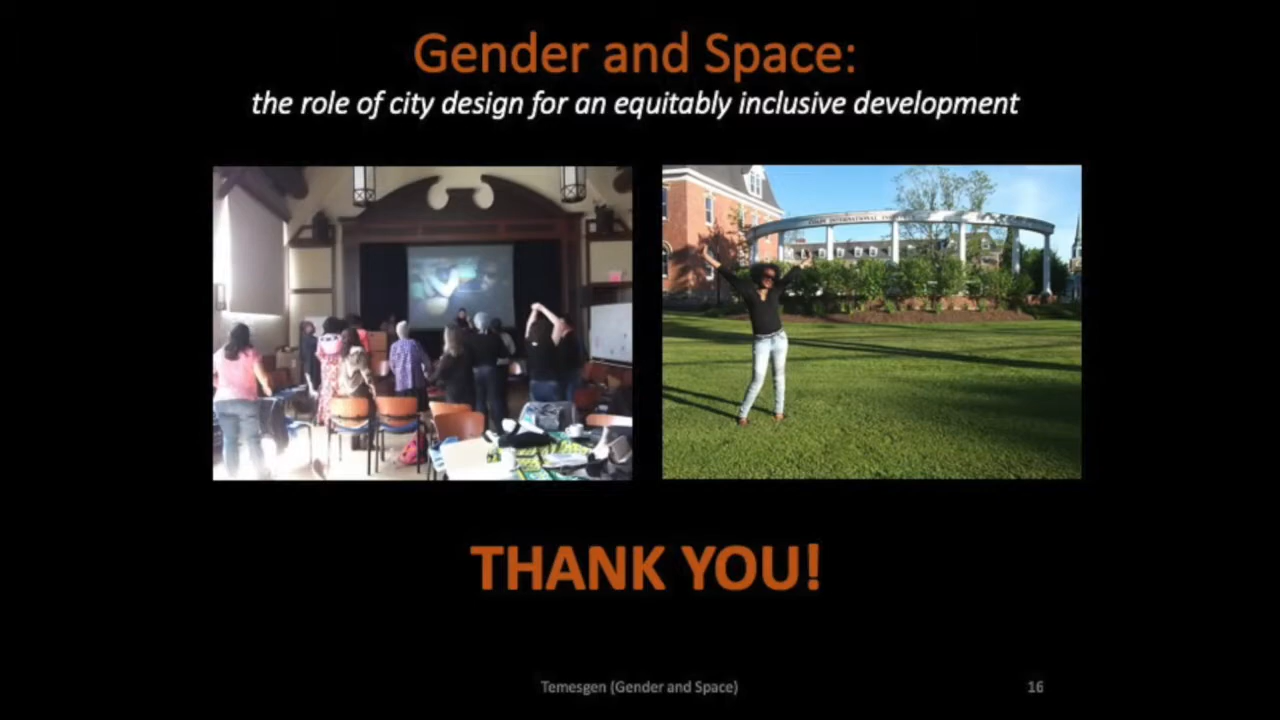 Gender and Space:
the role of city design for an equitably inclusive development
INTERNATIONAL
THANK YOU!
Temesgen (Gender and Space)
16